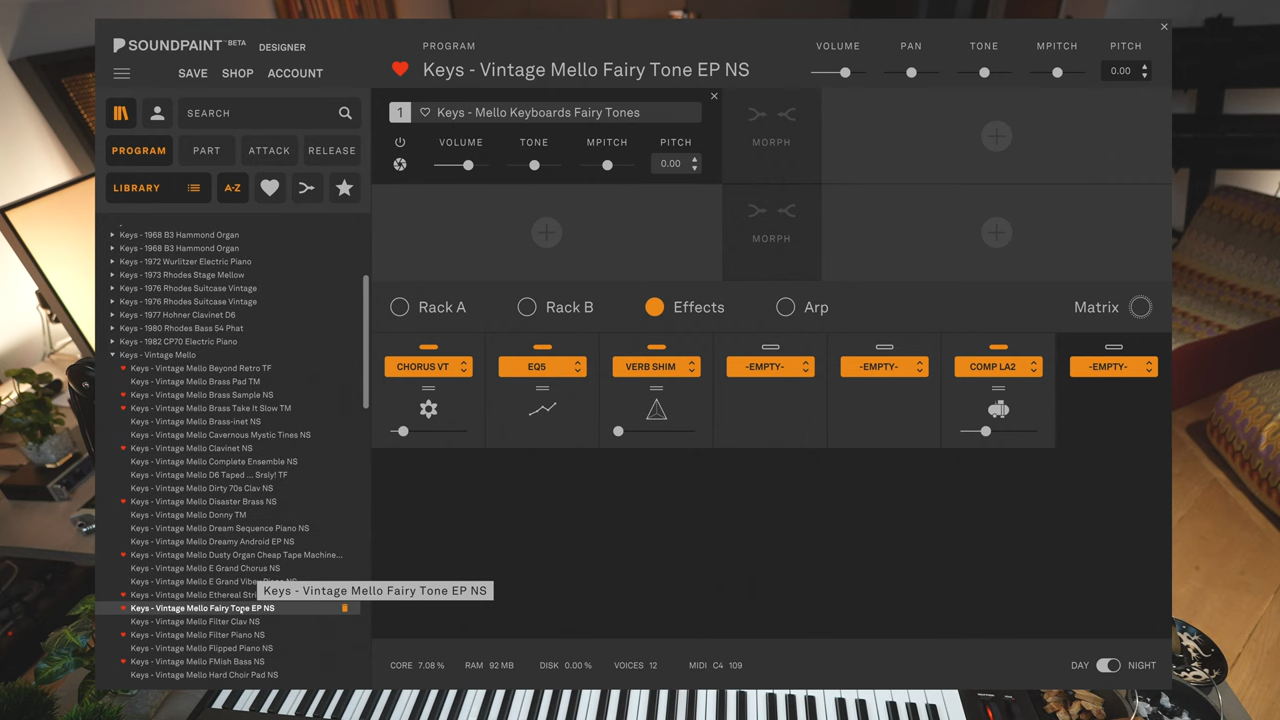 SOUNDPAINT™ BETA DESIGNER
SAVE SHOP ACCOUNT
PROGRAM
Keys - Vintage Mello Fairy Tone EP NS
VOLUME PAN TONE MPITCH PITCH
0.00
SEARCH
PROGRAM PART ATTACK RELEASE
LIBRARY A-Z
1 Keys - Mello Keyboards Fairy Tones
VOLUME TONE MPITCH PITCH
0.00
MORPH
MORPH
Keys - 1968 B3 Hammond Organ
Keys - 1968 B3 Hammond Organ
Keys - 1972 Wurlitzer Electric Piano
Keys - 1973 Rhodes Stage Mellow
Keys - 1976 Rhodes Suitcase Vintage
Keys - 1976 Rhodes Suitcase Vintage
Keys - 1977 Hohner Clavinet D6
Keys - 1980 Rhodes Bass 54 Phat
Keys - 1982 CP70 Electric Piano
Keys - Vintage Mello
Keys - Vintage Mello Beyond Retro TF
Keys - Vintage Mello Brass Pad TM
Keys - Vintage Mello Brass Sample NS
Keys - Vintage Mello Brass Take It Slow TM
Keys - Vintage Mello Brass-inet NS
Keys - Vintage Mello Cavernous Mystic Tines NS
Keys - Vintage Mello Clavinet NS
Keys - Vintage Mello Complete Ensemble NS
Keys - Vintage Mello D6 Taped ... Srsly! TF
Keys - Vintage Mello Dirty 70s Clav NS
Keys - Vintage Mello Disaster Brass NS
Keys - Vintage Mello Donny TM
Keys - Vintage Mello Dream Sequence Piano NS
Keys - Vintage Mello Dreamy Android EP NS
Keys - Vintage Mello Dusty Organ Cheap Tape Machine...
Keys - Vintage Mello E Grand Chorus NS
Keys - Vintage Mello E Grand Vibe
Keys - Vintage Mello Ethereal Stri
Keys - Vintage Mello Fairy Tone EP NS
Keys - Vintage Mello Fairy Tone EP NS
Keys - Vintage Mello Filter Clav NS
Keys - Vintage Mello Filter Piano NS
Keys - Vintage Mello Flipped Piano NS
Keys - Vintage Mello FMish Bass NS
Keys - Vintage Mello Hard Choir Pad NS
Rack A Rack B Effects Arp Matrix
CHORUS VT EQ5 VERB SHIM -EMPTY- -EMPTY- COMP LA2 -EMPTY-
CORE 7.08 % RAM 92 MB DISK 0.00 % VOICES 12 MIDI C4 109
DAY NIGHT